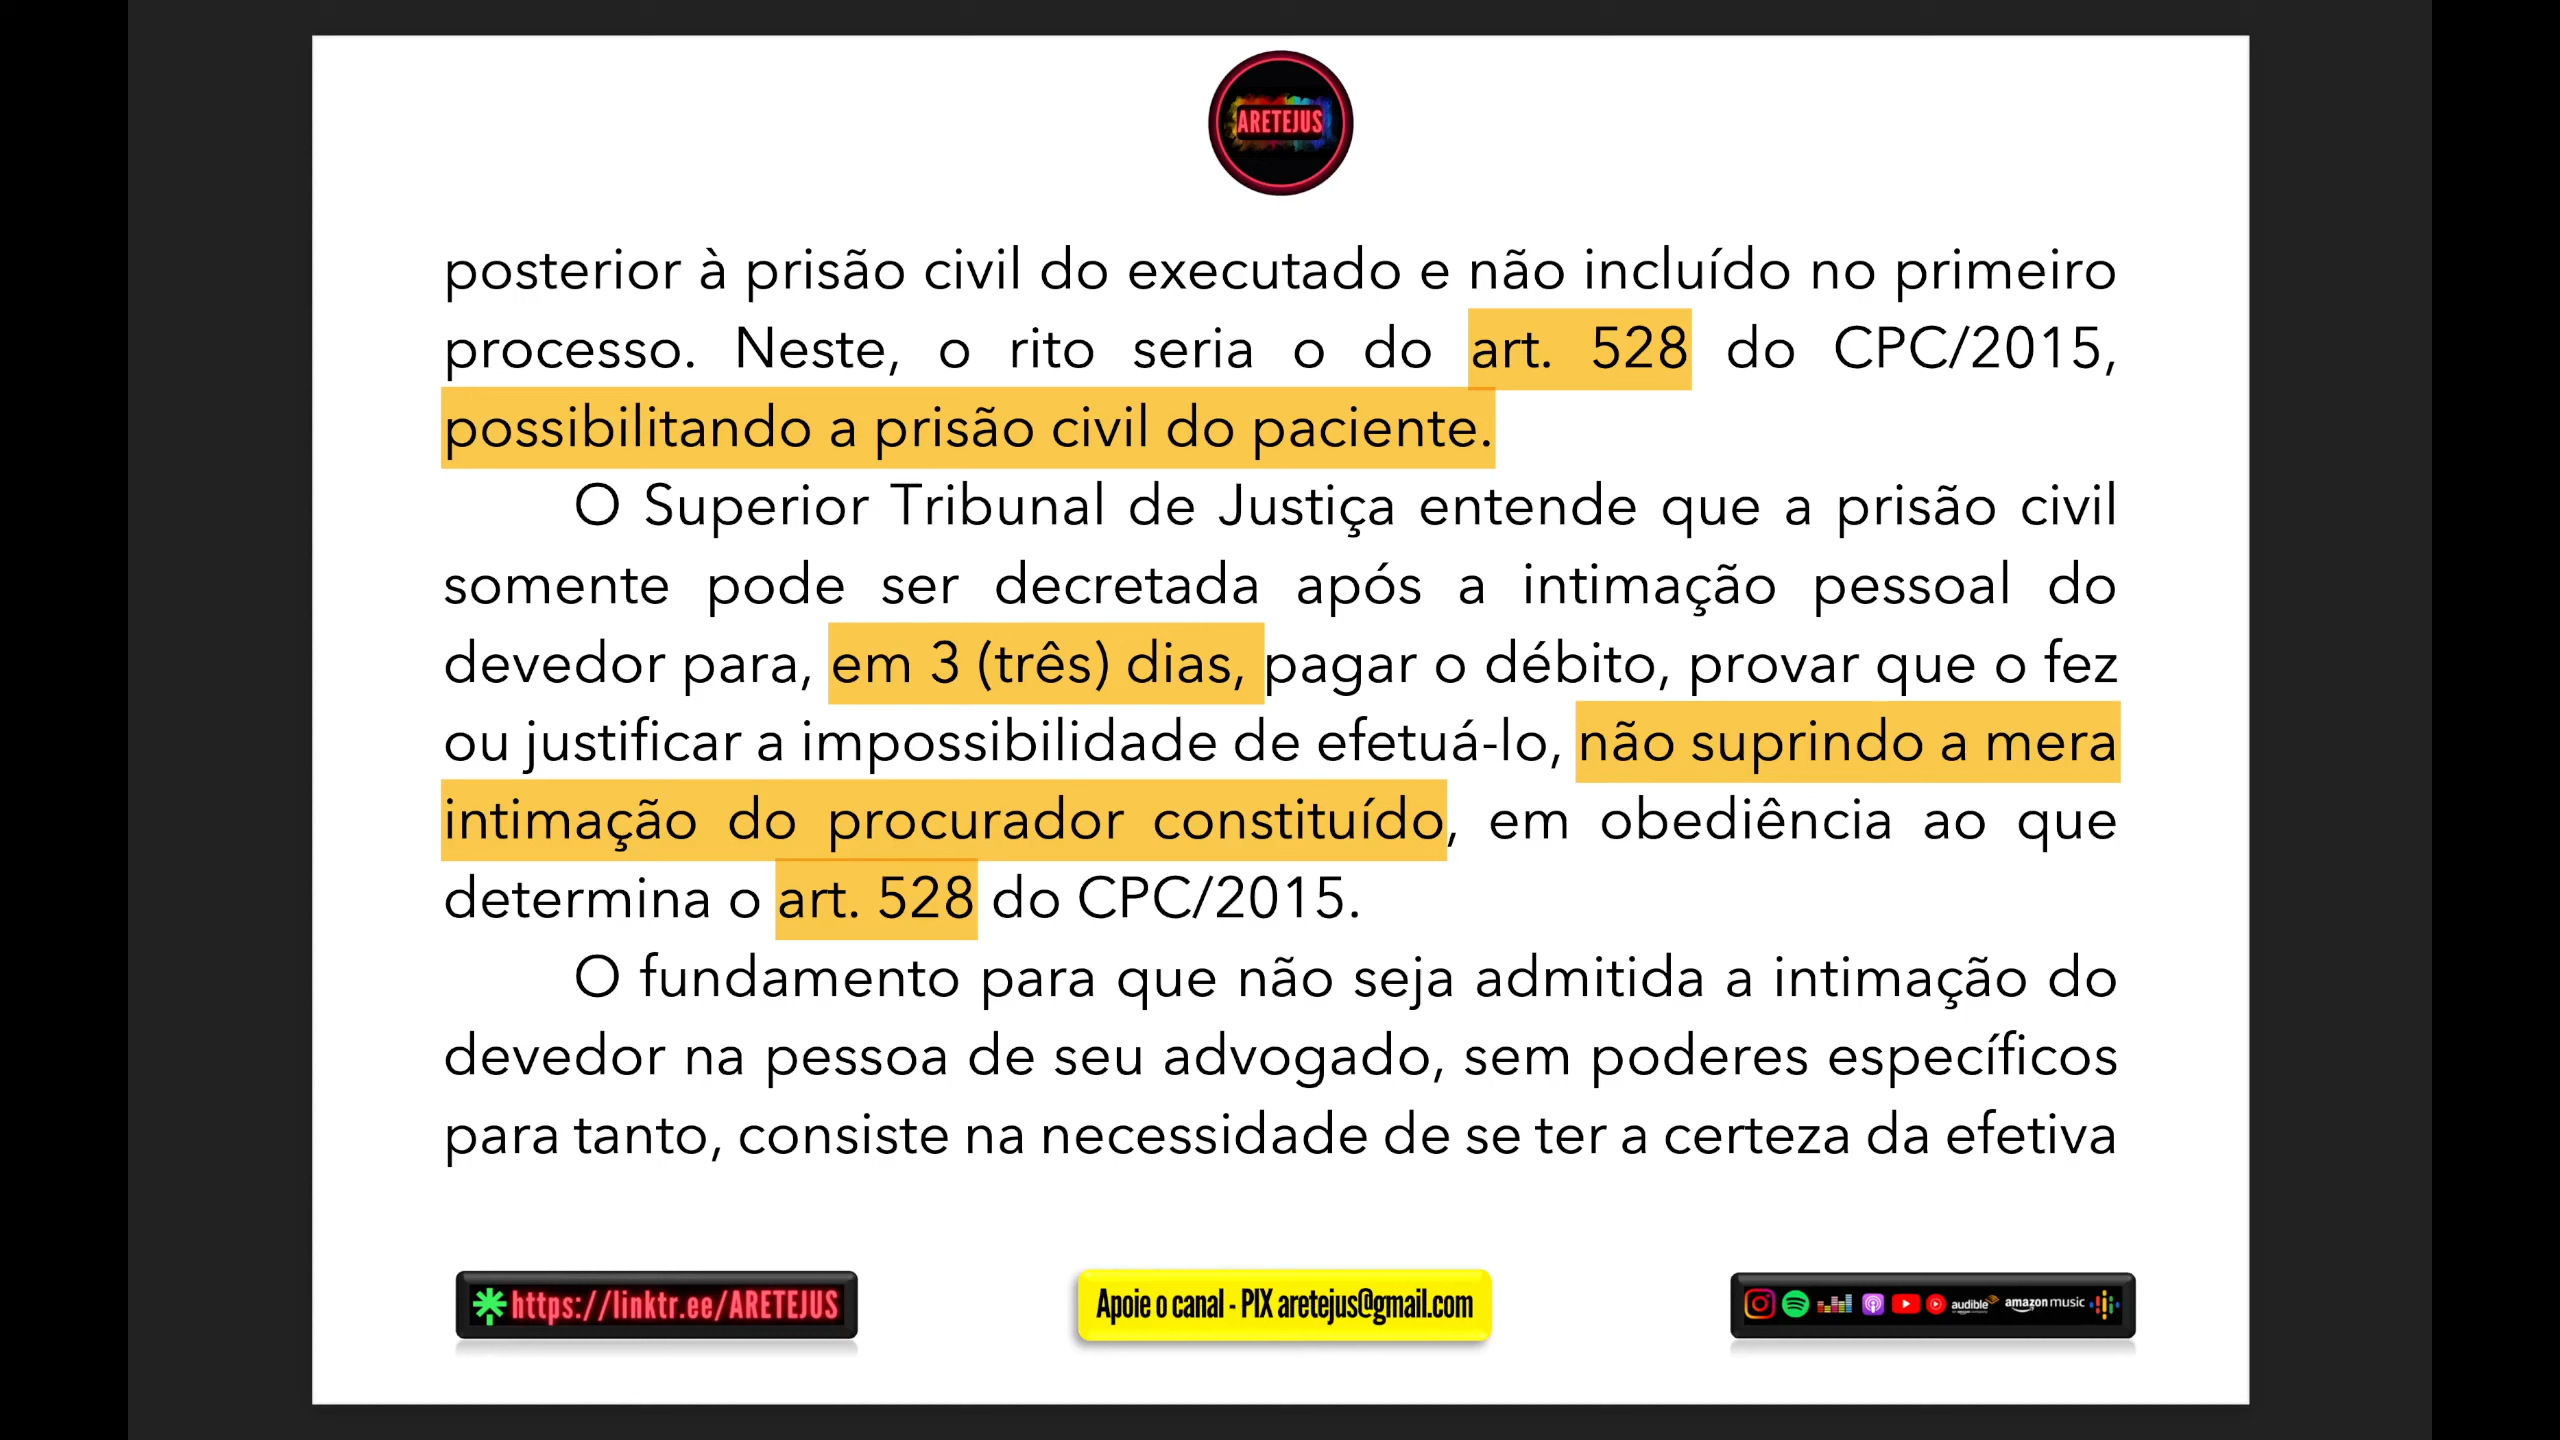 ARETEJUS
posterior à prisão civil do executado e não incluído no primeiro
processo. Neste, o rito seria o do art. 528 do CPC/2015,
possibilitando a prisão civil do paciente.
O Superior Tribunal de Justiça entende que a prisão civil
somente pode ser decretada após a intimação pessoal do
devedor para, em 3 (três) dias, pagar o débito, provar que o fez
ou justificar a impossibilidade de efetuá-lo, não suprindo a mera
intimação do procurador constituído, em obediência ao que
determina o art. 528 do CPC/2015.
O fundamento para que não seja admitida a intimação do
devedor na pessoa de seu advogado, sem poderes específicos
para tanto, consiste na necessidade de se ter a certeza da efetiva
https://linktr.ee/ARETEJUS
Apoie o canal - PIX aretejus@gmail.com
audible amazon music